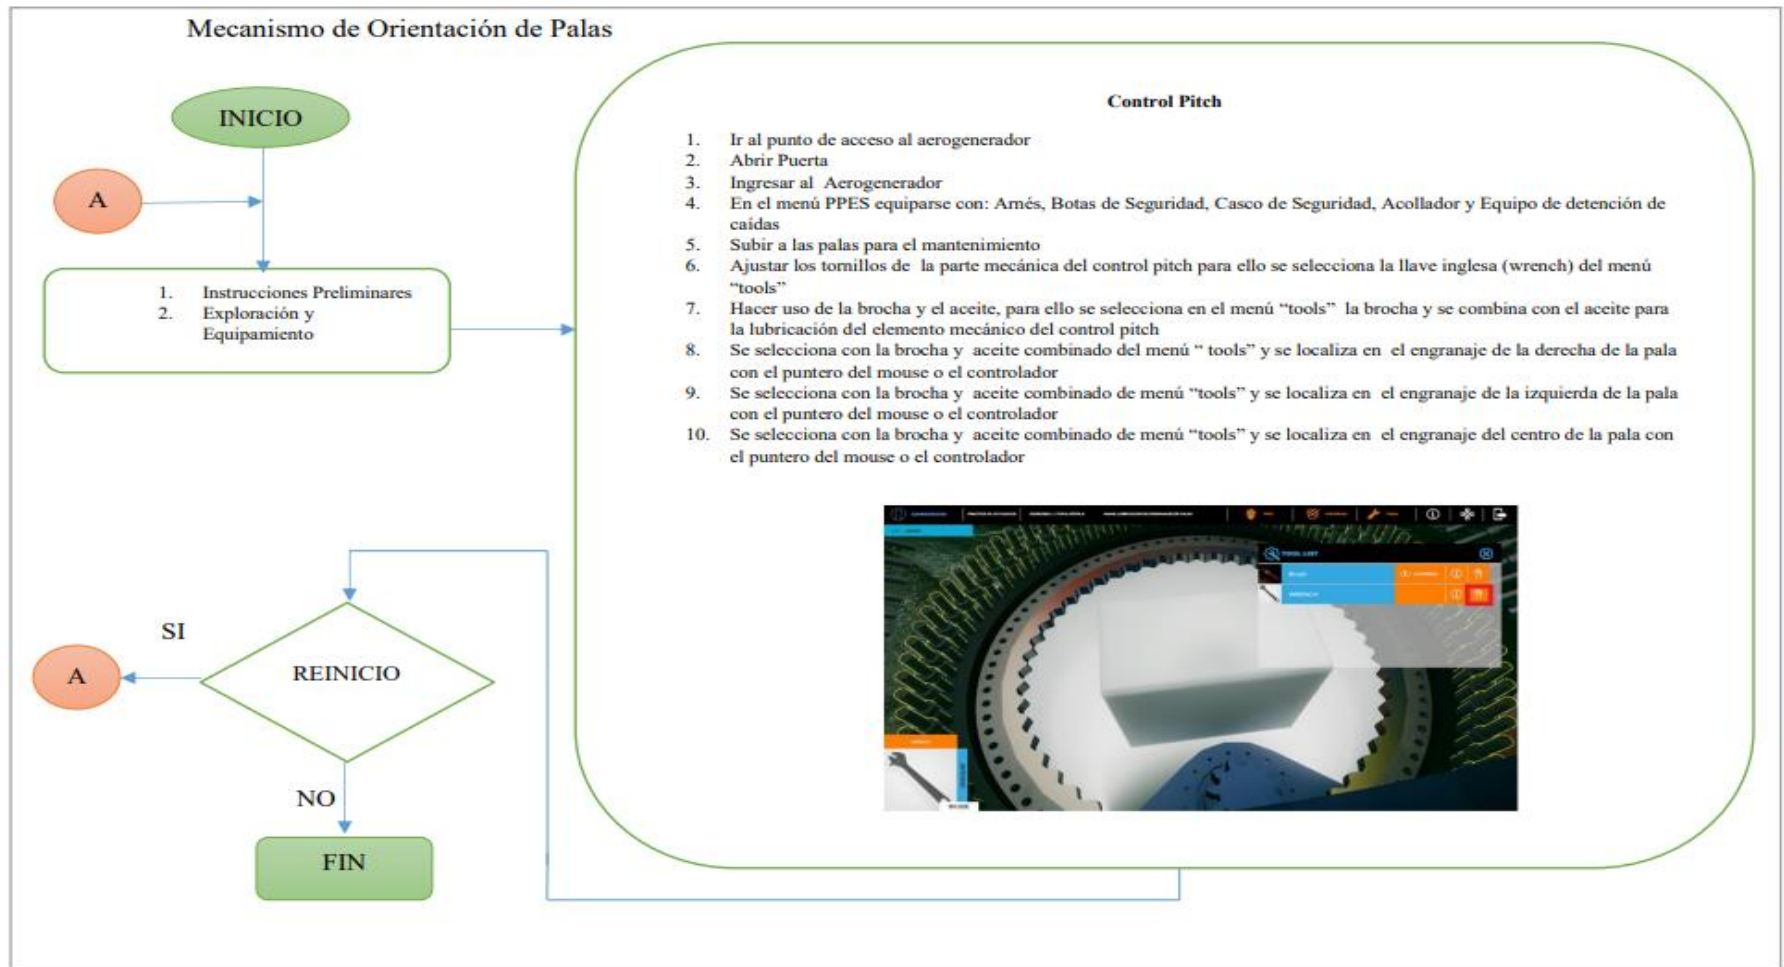 Mecanismo de Orientación de Palas
INICIO
A
1. Instrucciones Preliminares
2. Exploración y
Equipamiento
Control Pitch
1. Ir al punto de acceso al aerogenerador
2. Abrir Puerta
3. Ingresar al Aerogenerador
4. En el menú PPES equiparse con: Arnés, Botas de Seguridad, Casco de Seguridad, Acollador y Equipo de detención de
caídas
5. Subir a las palas para el mantenimiento
6. Ajustar los tornillos de la parte mecánica del control pitch para ello se selecciona la llave inglesa (wrench) del menú
“tools”
7. Hacer uso de la brocha y el aceite, para ello se selecciona en el menú “tools” la brocha y se combina con el aceite para
la lubricación del elemento mecánico del control pitch
8. Se selecciona con la brocha y aceite combinado del menú “ tools” y se localiza en el engranaje de la derecha de la pala
con el puntero del mouse o el controlador
9. Se selecciona con la brocha y aceite combinado de menú “tools” y se localiza en el engranaje de la izquierda de la pala
con el puntero del mouse o el controlador
10. Se selecciona con la brocha y aceite combinado de menú “tools” y se localiza en el engranaje del centro de la pala con
el puntero del mouse o el controlador
TOOL LIST
SI
A
REINICIO
NO
FIN